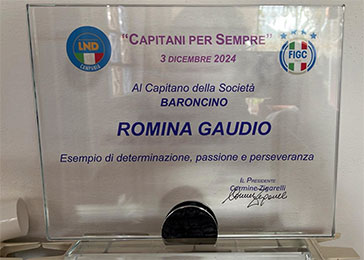 LND
CAMPANIA
"CAPITANI PER SEMPRE"
3 DICEMBRE 2024
FIGC
Al Capitano della Società
BARONCINO
ROMINA GAUDIO
Esempio di determinazione, passione e perseveranza
IL PRESIDENTE
Carmine Zigarelli